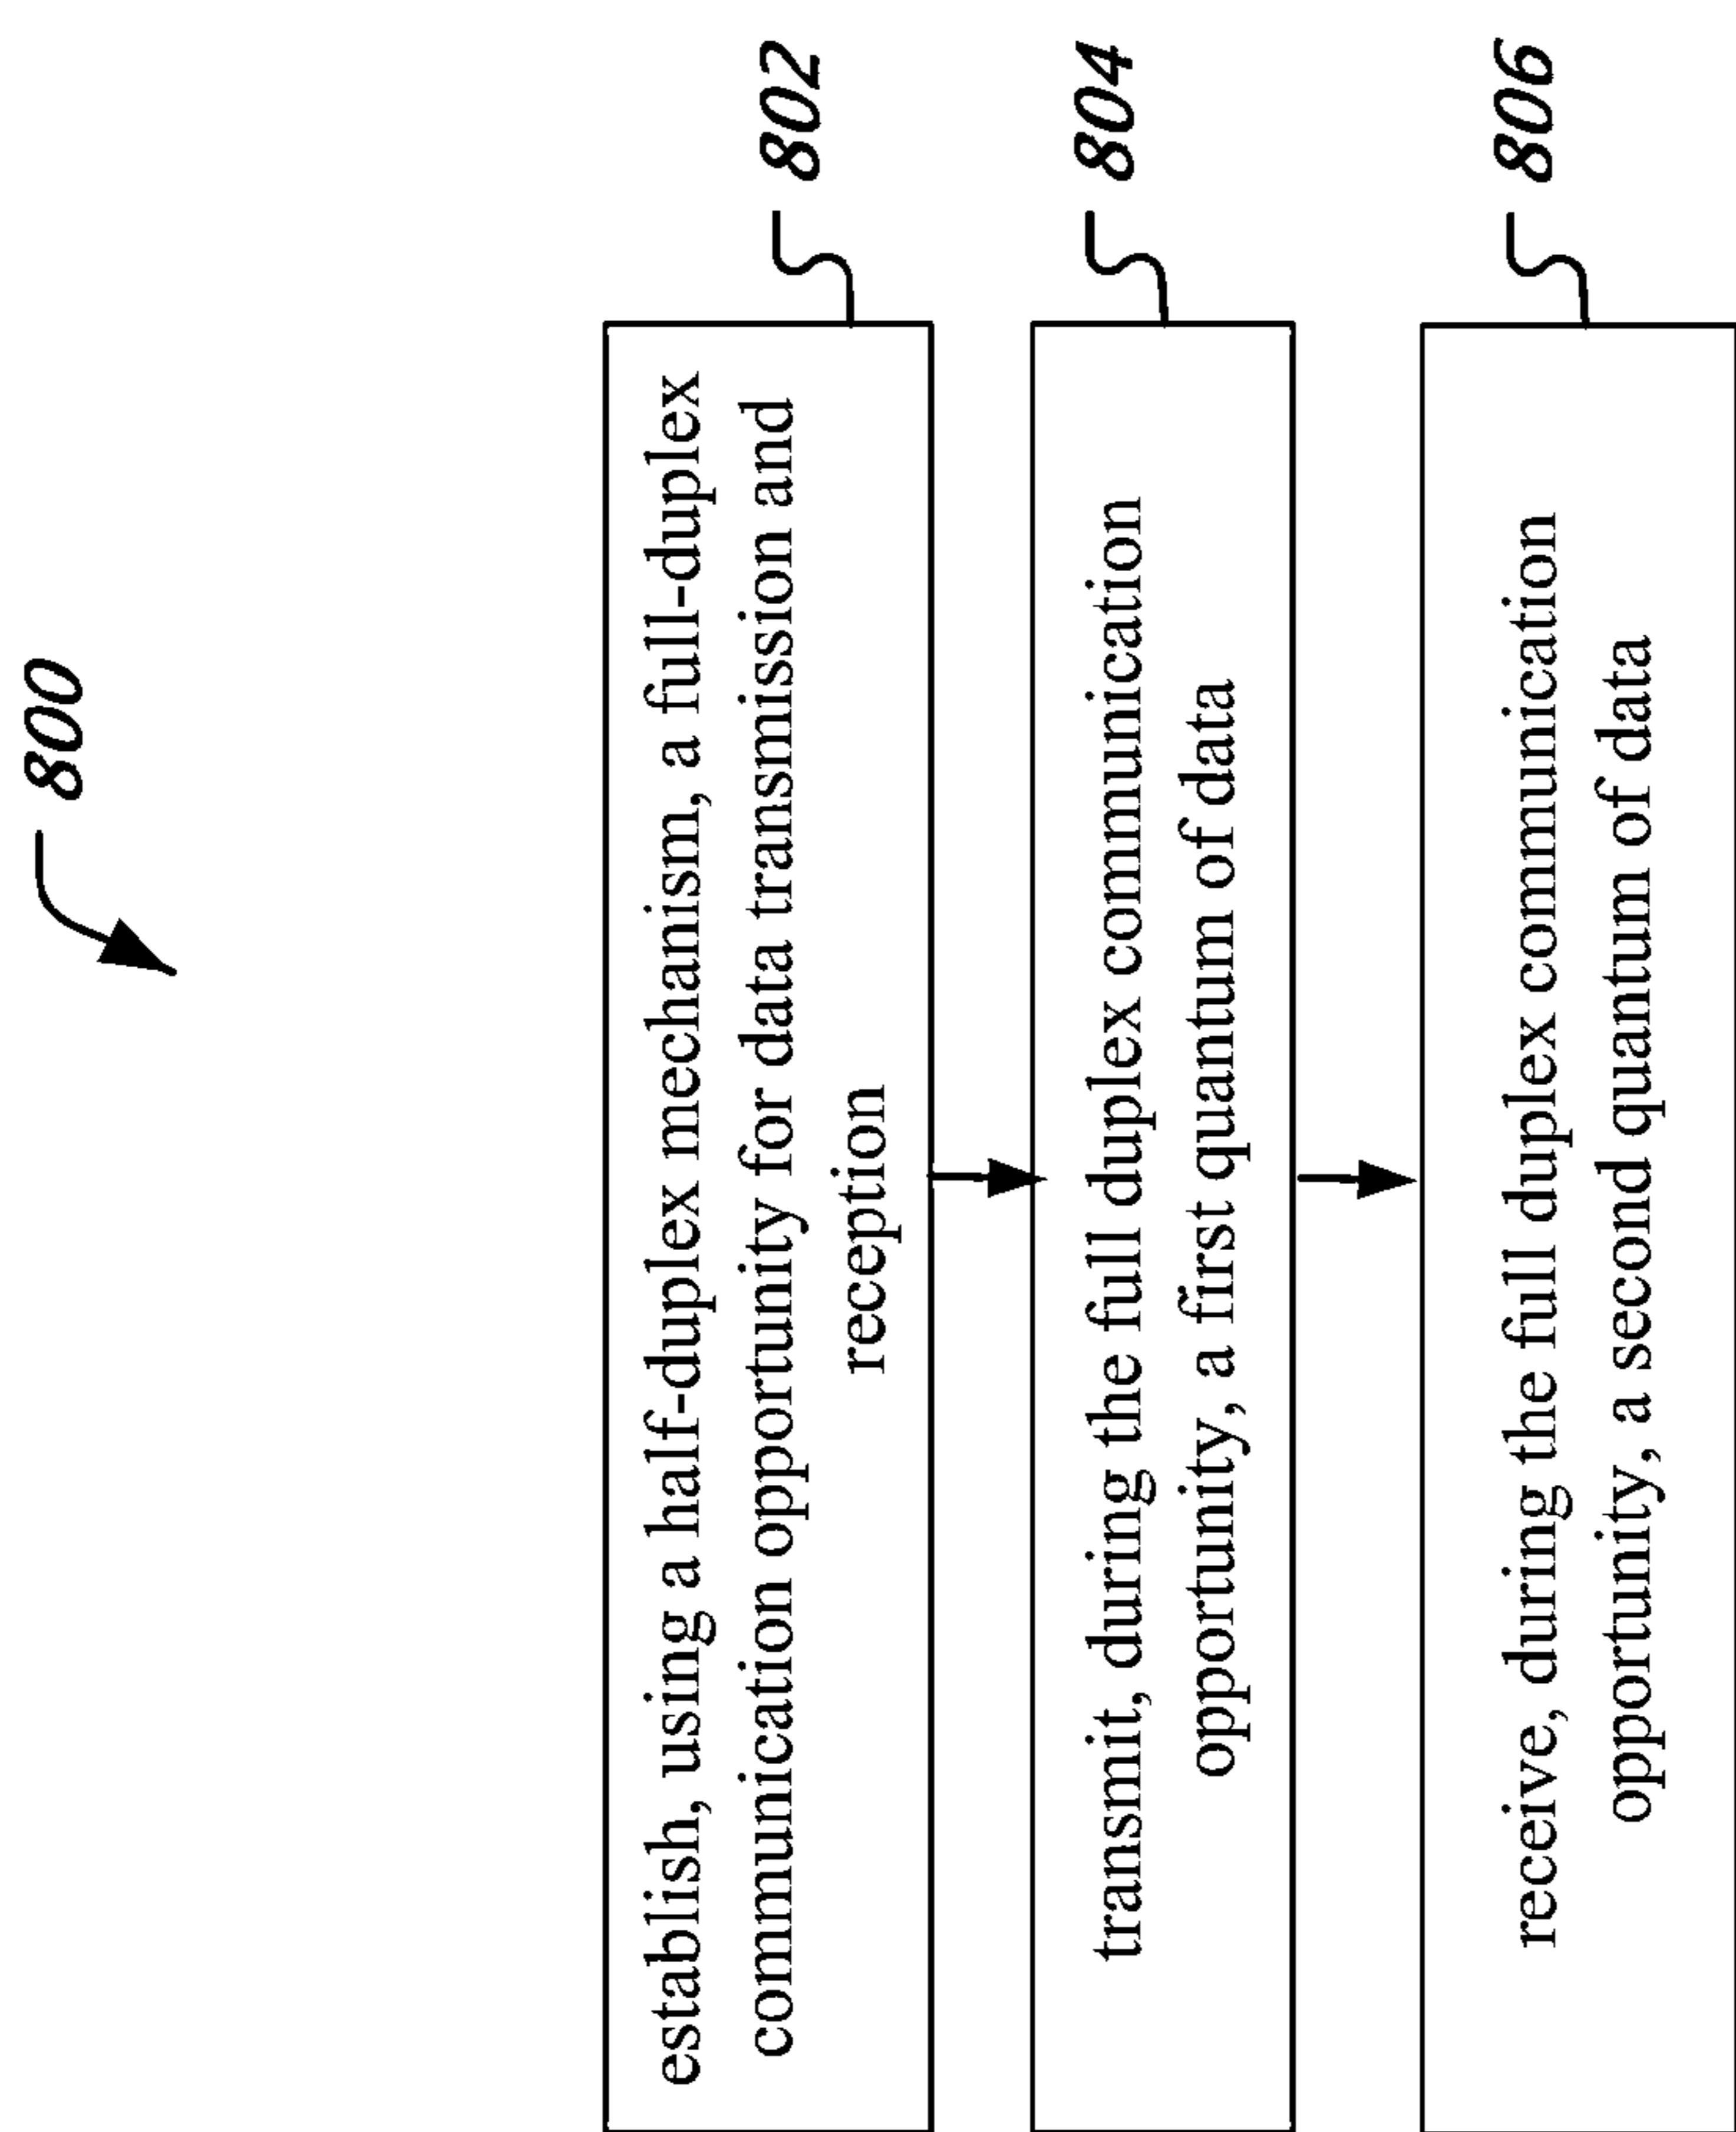 800
establish, using a half-duplex mechanism, a full-duplex
communication opportunity for data transmission and
reception
802
transmit, during the full duplex communication
opportunity, a first quantum of data
804
receive, during the full duplex communication
opportunity, a second quantum of data
806